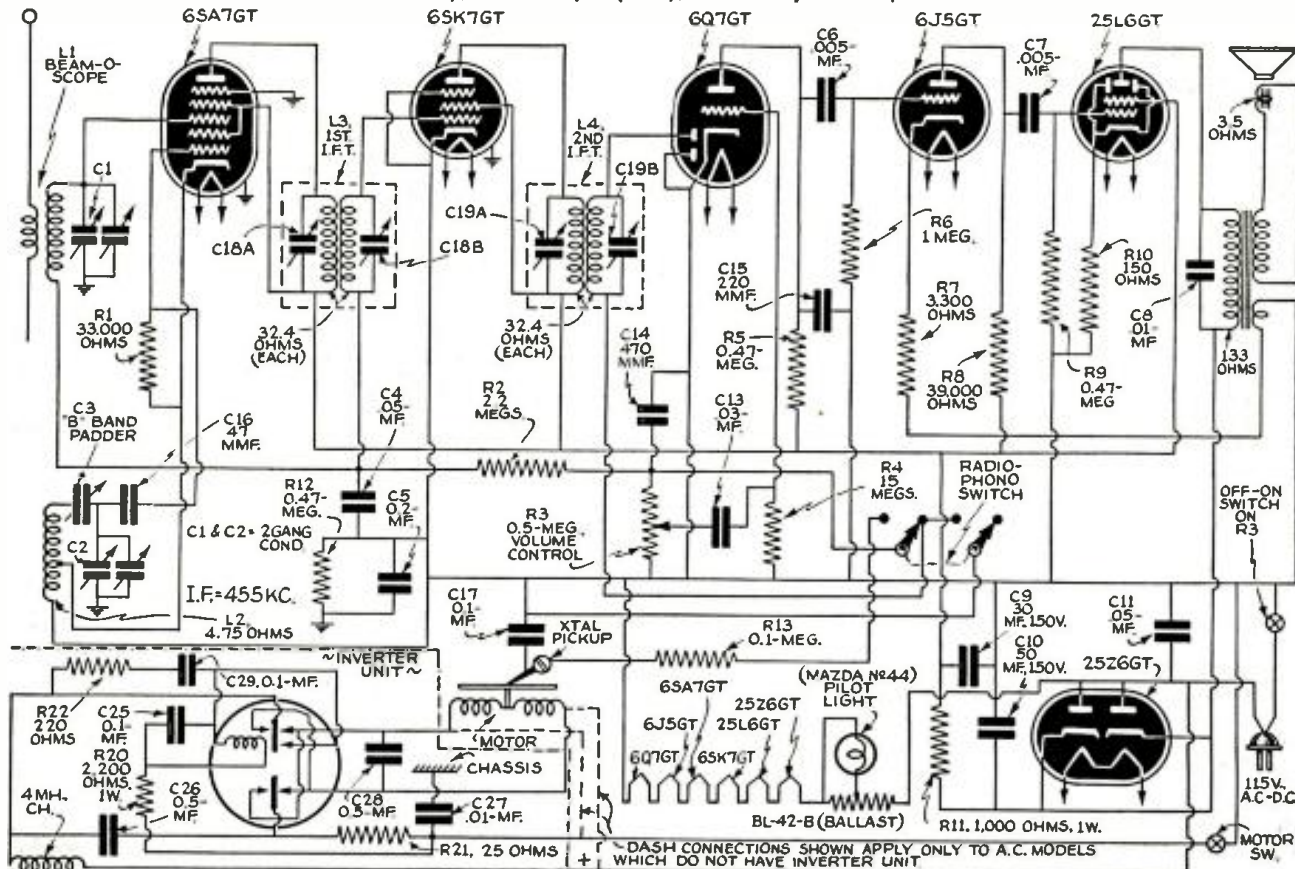 6SA7GT
6SK7GT
6Q7GT
6J5GT
25L6GT
L1
BEAM-O-
SCOPE
C1
C6
.005-
MF.
C7
.005-
MF.
3.5
OHMS
L3,
1ST.
I.F.T.
L4,
2ND
I.F.T.
C19B
C18A
C18B
C19A
R6
1 MEG.
R10
150
OHMS
C15
220
MMF.
R7
3,300
OHMS
C8
.01-
MF.
R1
33,000
OHMS
32.4
OHMS
(EACH)
32.4
OHMS
(EACH)
C14
470
MMF.
R5
0.47-
MEG.
R8
39,000
OHMS
R9
0.47-
MEG
133
OHMS
C3
"B" BAND
PADDER
C16
47
MMF.
C4
.05-
MF.
R2
2.2
MEGS.
C13
.03-
MF.
R4
15
MEGS.
RADIO-
PHONO
SWITCH
OFF-ON
SWITCH
ON
R3
R12
0.47-
MEG.
C5
0.2-
MF.
R3
0.5-MEG
VOLUME
CONTROL
C1 & C2 = 2 GANG
COND
C2
I.F. = 455 KC.
L2,
4.75 OHMS
C17
0.1-
MF.
XTAL
PICKUP
R13
0.1-MEG.
C9
30
MF., 150V.
C10
50
MF., 150V.
C11
.05-
MF.
25Z6GT
~INVERTER
UNIT~
C29, 0.1-MF.
R22
220
OHMS
C25
0.1-
MF.
R20
2,200
OHMS,
1W.
C26
0.5-
MF
4 MH.
CH.
MOTOR
CHASSIS
C28
0.5-MF.
C27
.01-MF.
R21, 25 OHMS
6SA7GT
6J5GT
25L6GT
25Z6GT
6Q7GT
6SK7GT
(MAZDA No 44)
PILOT
LIGHT
BL-42-B (BALLAST)
R11, 1,000 OHMS, 1W.
115V.
A.C-D.C.
MOTOR
SW.
+
DASH CONNECTIONS SHOWN APPLY ONLY TO A.C. MODELS
WHICH DO NOT HAVE INVERTER UNIT